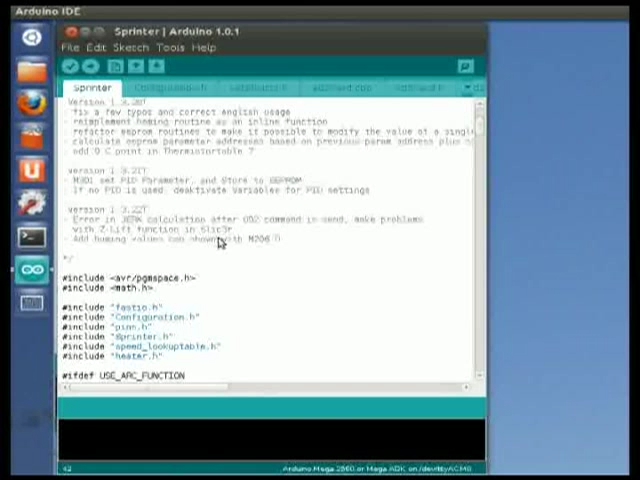 Arduino IDE
Sprinter | Arduino 1.0.1
File Edit Sketch Tools Help
Sprinter Configuration.h
Version 1.3.20T
- fix a few typos and correct english usage
- reimplement homing routine as an inline function
- refactor eeprom routines to make it possible to modify the value of a single
- calculate eeprom parameter addresses based on previous param address plus
- add 0 C point in Thermistortable 7
Version 1.3.21T
- M301 set PID Parameter, and Store to EEPROM
- If no PID is used, deactivate Variables for PID settings
Version 1.3.22T
- Error in JERK calculation after G92 command is send, make problems
with Z-Lift function in Slic3r
- Add homing values can shown with M206 D
*/
#include <avr/pgmspace.h>
#include <math.h>
#include "fastio.h"
#include "Configuration.h"
#include "pins.h"
#include "Sprinter.h"
#include "speed_lookuptable.h"
#include "heater.h"
#ifdef USE_ARC_FUNCTION
Arduino Mega 2560 or Mega ADK on /dev/ttyACM0